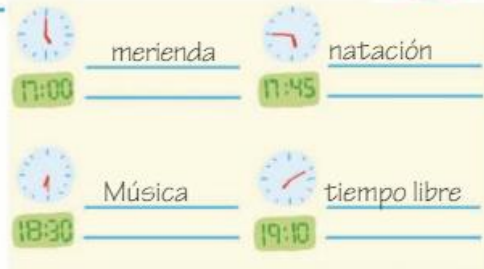 merienda
natación
17:00
17:45
Música
tiempo libre
18:30
19:10